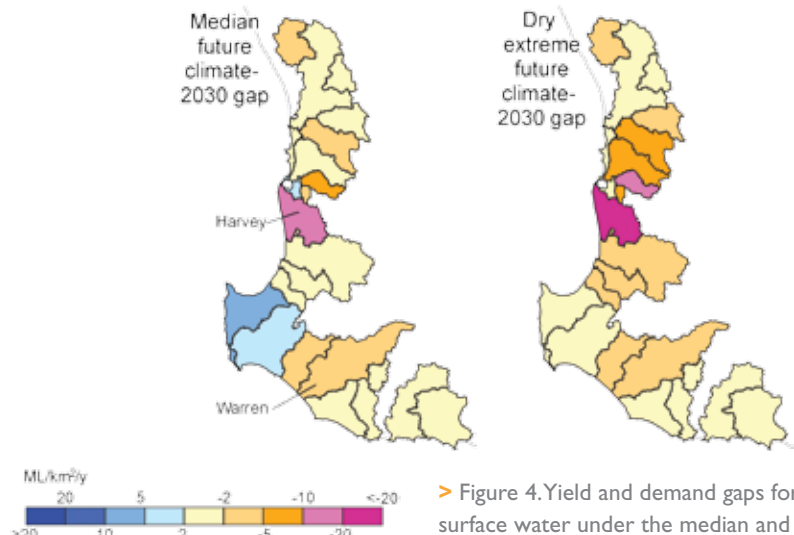 Median
future
climate-
2030 gap
Dry
extreme
future
climate-
2030 gap
Harvey
Warren
ML/km²/y
20 5 -2 -10 <-20
>20 10 2 -5 -20
> Figure 4. Yield and demand gaps for
surface water under the median and